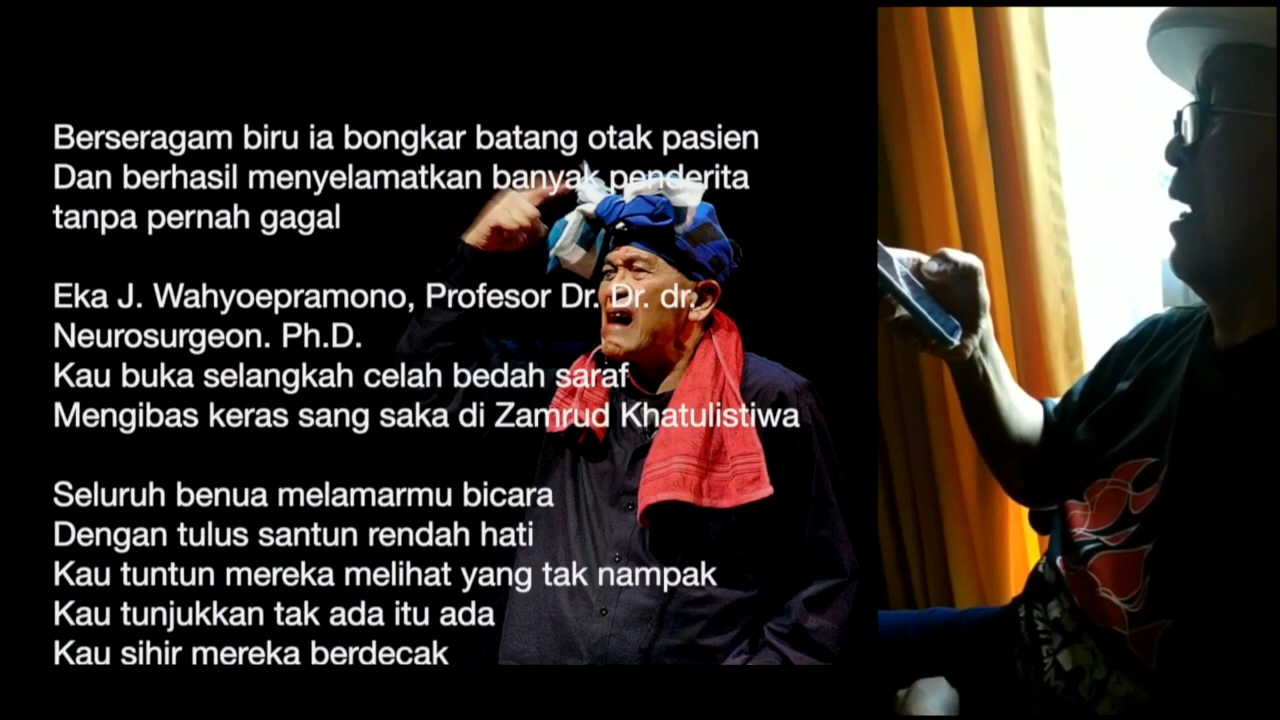 Berseragam biru ia bongkar batang otak pasien
Dan berhasil menyelamatkan banyak penderita
tanpa pernah gagal
Eka J. Wahyoepramono, Profesor Dr. Dr. dr.
Neurosurgeon. Ph.D.
Kau buka selangkah celah bedah saraf
Mengibas keras sang saka di Zamrud Khatulistiwa
Seluruh benua melamarmu bicara
Dengan tulus santun rendah hati
Kau tuntun mereka melihat yang tak nampak
Kau tunjukkan tak ada itu ada
Kau sihir mereka berdecak